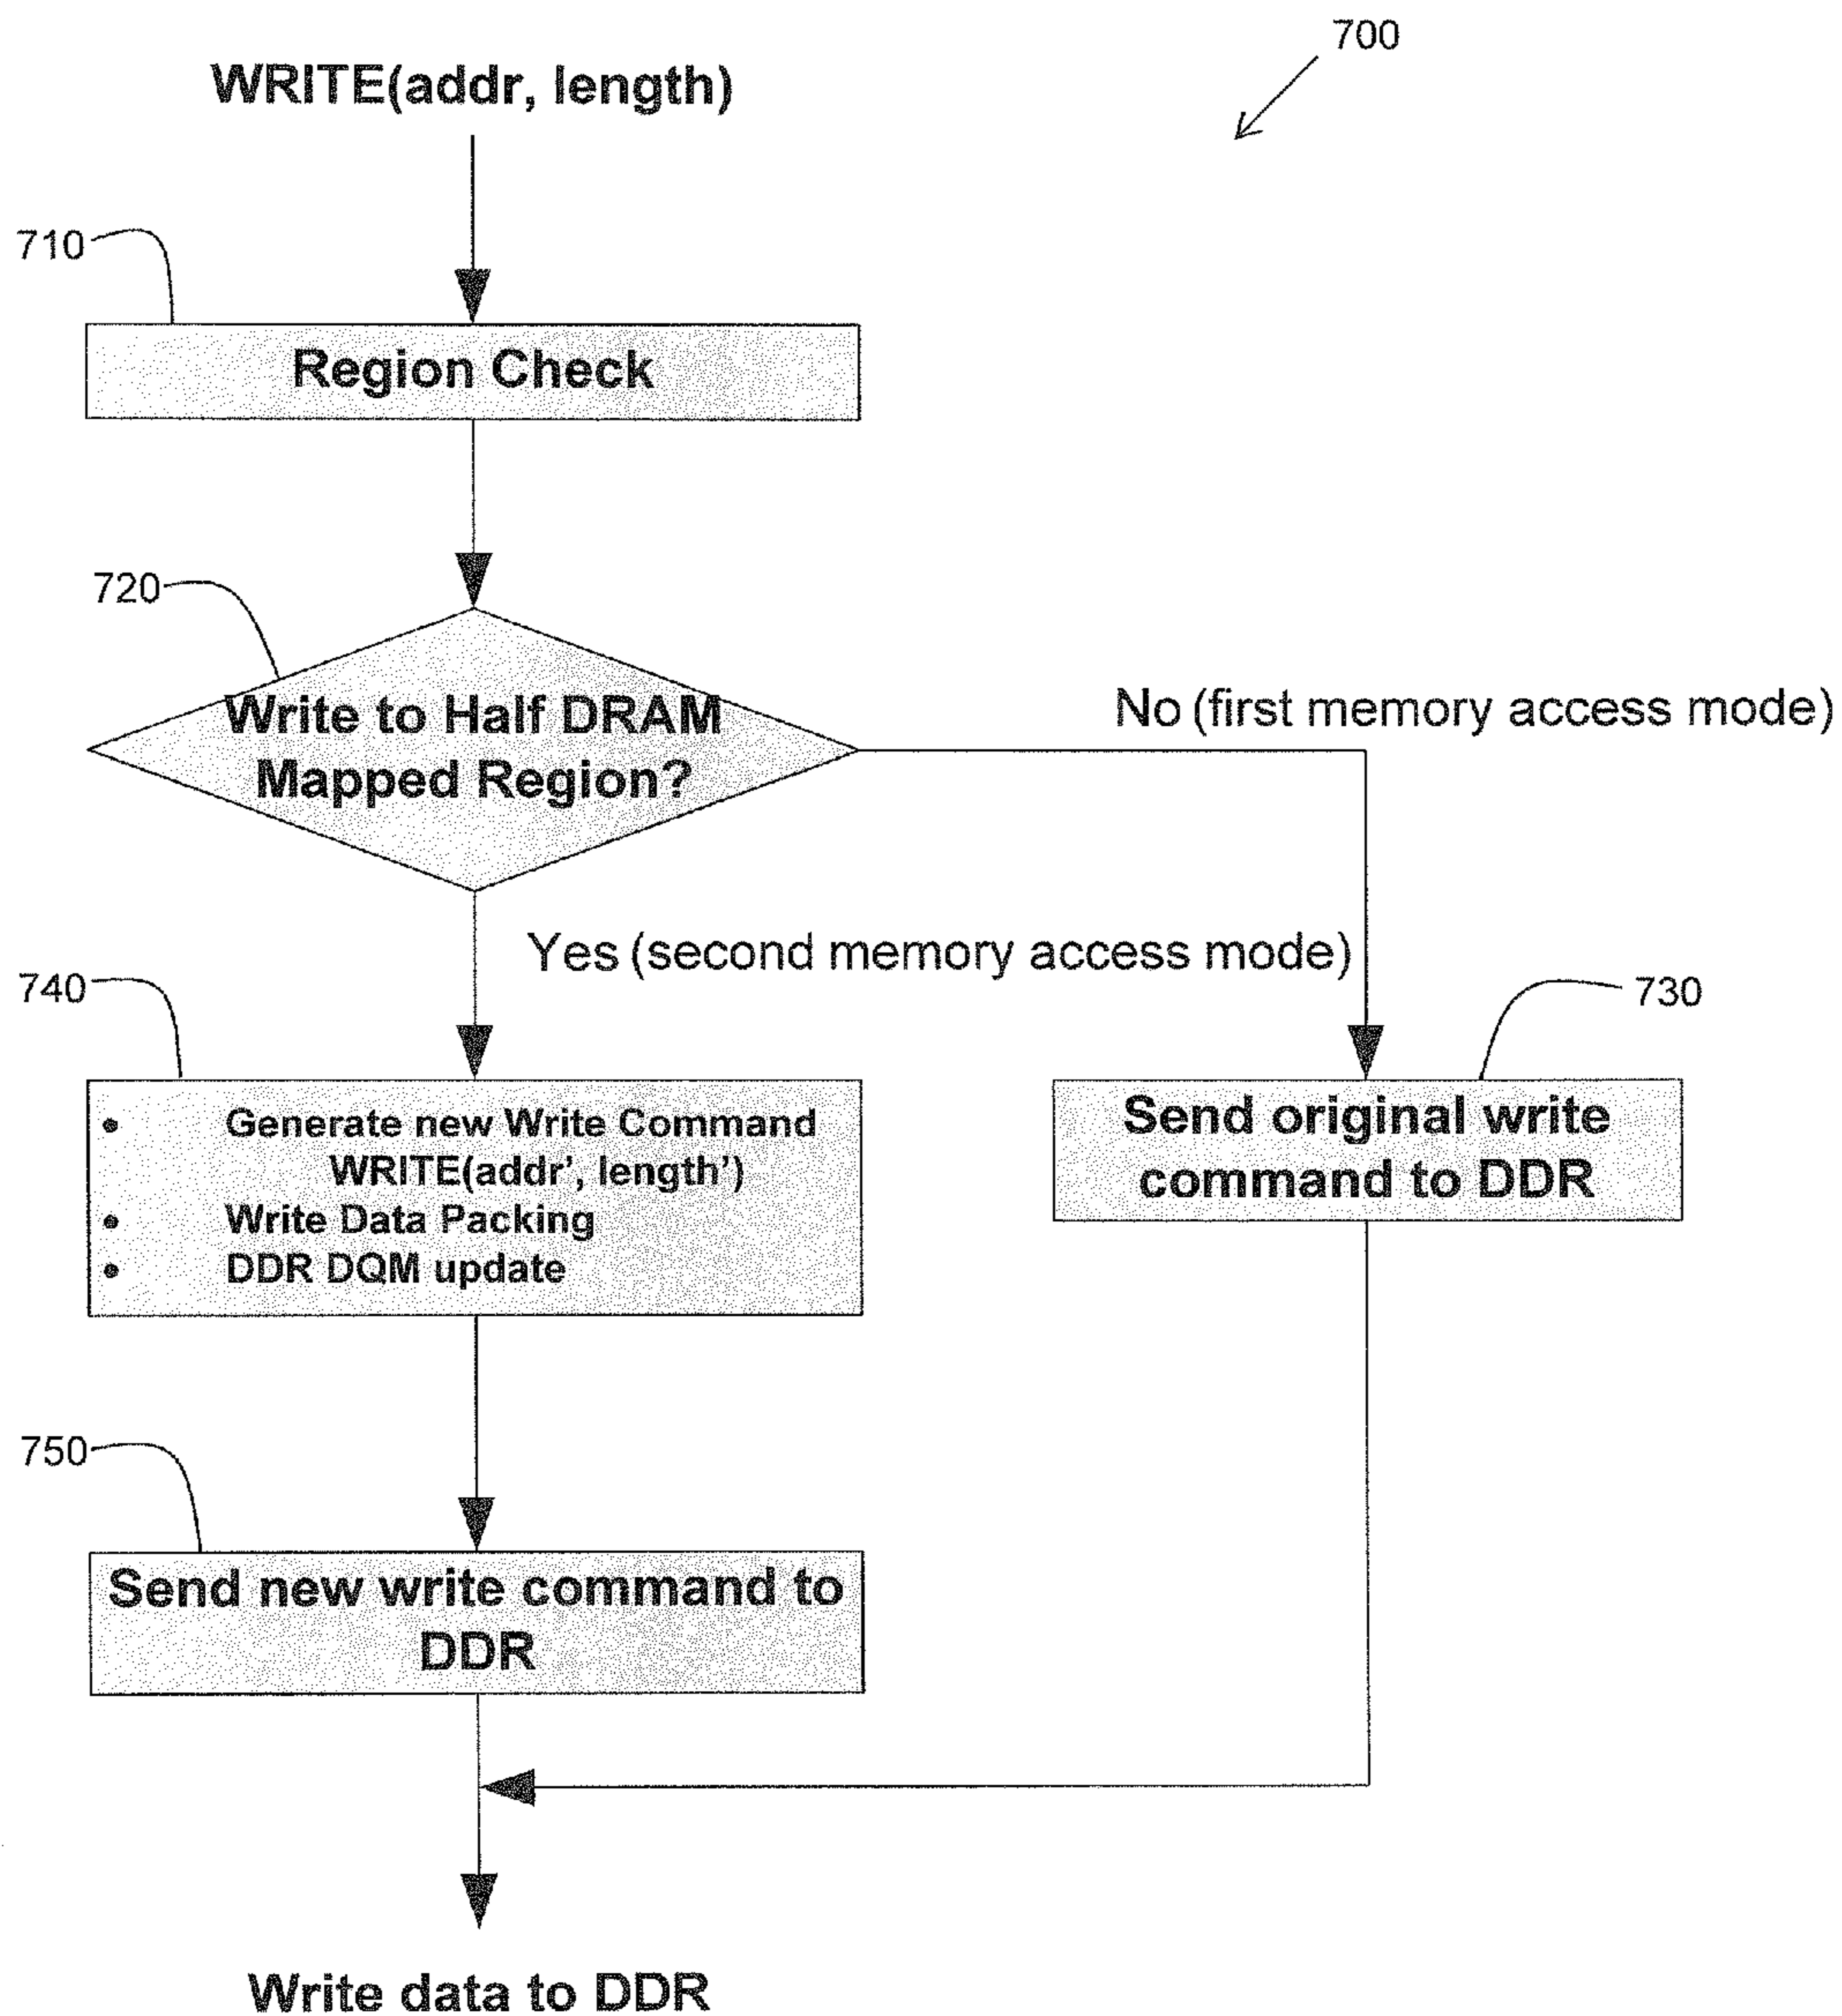 700
WRITE(addr, length)
710
Region Check
720
Write to Half DRAM
Mapped Region?
No (first memory access mode)
Yes (second memory access mode)
740
730
• Generate new Write Command
WRITE(addr’, length’)
• Write Data Packing
• DDR DQM update
Send original write
command to DDR
750
Send new write command to
DDR
Write data to DDR